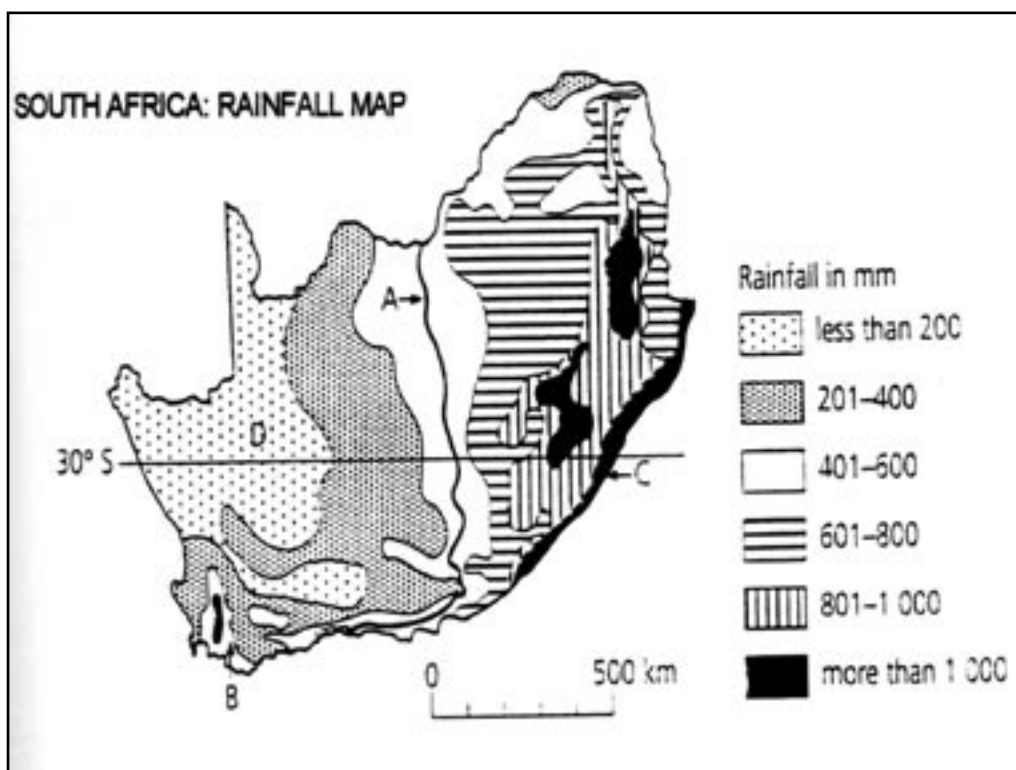 SOUTH AFRICA: RAINFALL MAP
A
D
30° S
C
B
0 500 km
Rainfall in mm
less than 200
201–400
401–600
601–800
801–1 000
more than 1 000